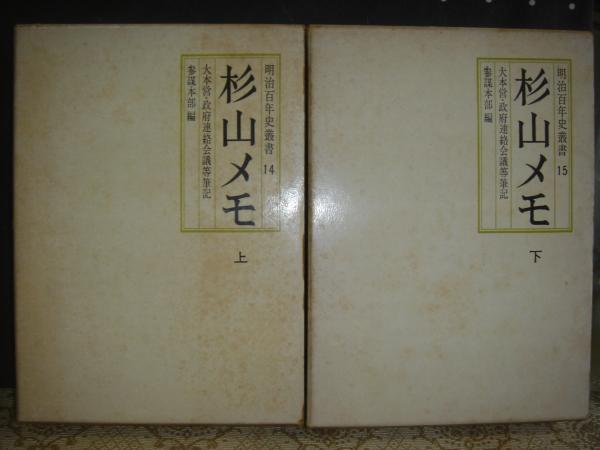 明治百年史叢書 14
杉山メモ
大本営・政府連絡会議等筆記
参謀本部 編
上
明治百年史叢書 15
杉山メモ
大本営・政府連絡会議等筆記
参謀本部 編
下